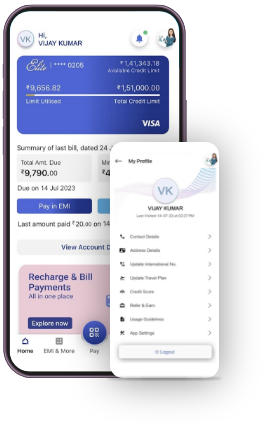 VK
Hi,
VIJAY KUMAR
Elite | **** 0205
₹1,41,343.18
Available Credit Limit
₹9,656.82
₹1,51,000.00
Limit Utilised
Total Credit Limit
VISA
Summary of last bill, dated 24
Total Amt. Due
₹9,790.00
Min
Due on 14 Jul 2023
Pay in EMI
Last amount paid ₹20.00 on 14
View Account D
Recharge & Bill
Payments
All in one place
Explore now
Home
EMI & More
Pay
My Profile
VK
VIJAY KUMAR
Contact Details
Address Details
Update International No.
Update Travel Plan
Credit Score
Refer & Earn
Usage Guidelines
App Settings
Logout